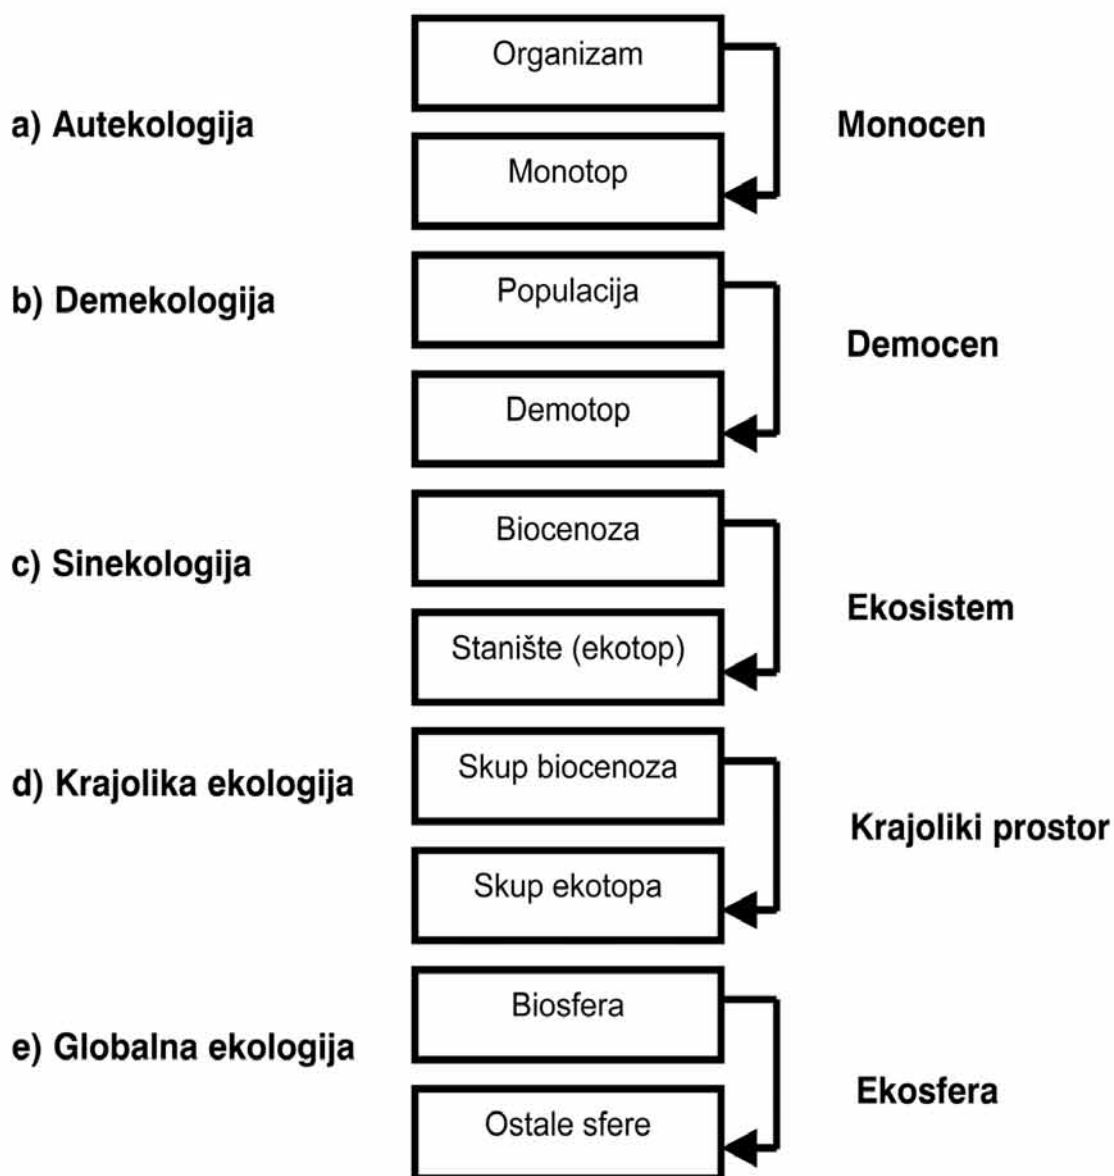 Organizam
a) Autekologija
Monocen
Monotop
Populacija
b) Demekologija
Democen
Demotop
Biocenoza
c) Sinekologija
Ekosistem
Stanište (ekotop)
Skup biocenoza
d) Krajolika ekologija
Krajoliki prostor
Skup ekotopa
Biosfera
e) Globalna ekologija
Ekosfera
Ostale sfere